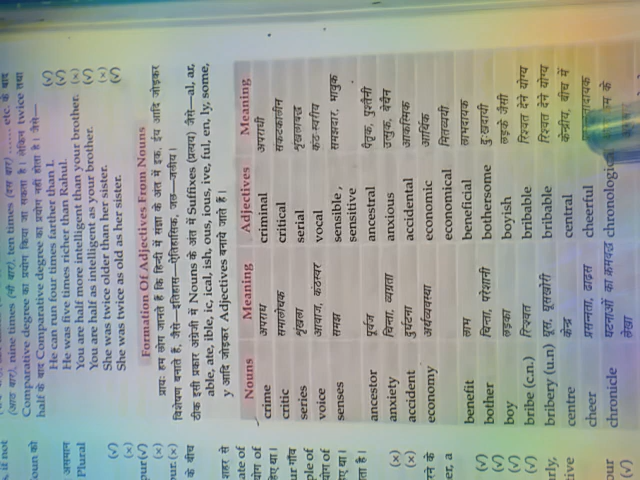 (आठ बार), nine times (नौ बार), ten times (दस बार) ...... etc. के बाद
Comparative degree का प्रयोग किया जा सकता है। लेकिन twice तथा
half के बाद Comparative degree का प्रयोग नहीं होता है। जैसे—
He can run four times farther than I. (√)
He was five times richer than Rahul. (√)
You are half more intelligent than your brother. (×)
You are half as intelligent as your brother. (√)
She was twice older than her sister. (×)
She was twice as old as her sister. (√)
Formation Of Adjectives From Nouns
प्रायः हम लोग जानते हैं कि हिन्दी में संज्ञा के अंत में इक, ईय आदि जोड़कर
विशेषण बनाते हैं, जैसे—इतिहास—ऐतिहासिक, जात—जातीय।
ठीक इसी प्रकार अंग्रेजी में Nouns के अंत में Suffixes (प्रत्यय) जैसे—al, ar,
able, ate, ible, ic, ical, ish, ous, ious, ive, ful, en, ly, some,
y आदि जोड़कर Adjectives बनाये जाते हैं।
Nouns Meaning Adjectives Meaning
crime अपराध criminal अपराधी
critic समालोचक critical संकटकालीन
series शृंखला serial शृंखलाबद्ध
voice आवाज, कंठस्वर vocal कंठ-स्वरीय
senses समझ sensible, समझदार, भावुक
sensitive
ancestor पूर्वज ancestral पैतृक, पुश्तैनी
anxiety चिन्ता, व्यग्रता anxious उत्सुक, बेचैन
accident दुर्घटना accidental आकस्मिक
economy अर्थव्यवस्था economic आर्थिक
economical मितव्ययी
benefit लाभ beneficial लाभदायक
bother चिन्ता, परेशानी bothersome दुःखदायी
boy लड़का boyish लड़के जैसी
bribe (c.n.) रिश्वत bribable रिश्वत देने योग्य
bribery (u.n) घूस, घूसखोरी bribable रिश्वत देने योग्य
centre केन्द्र central केन्द्रीय, बीच में
cheer प्रसन्नता, ढाढ़स cheerful
chronicle घटनाओं का क्रमबद्ध chronological के
लेखा